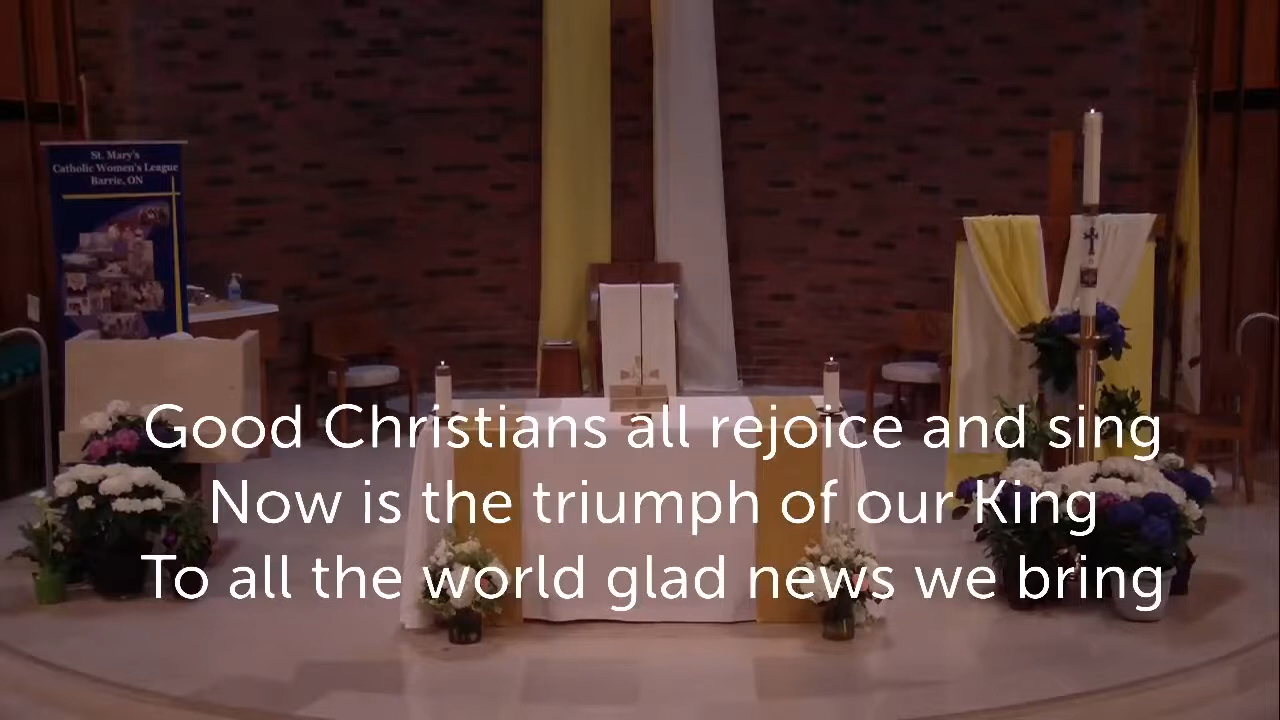 St. Mary's
Catholic Women's League
Barrie, ON
Good Christians all rejoice and sing
Now is the triumph of our King
To all the world glad news we bring